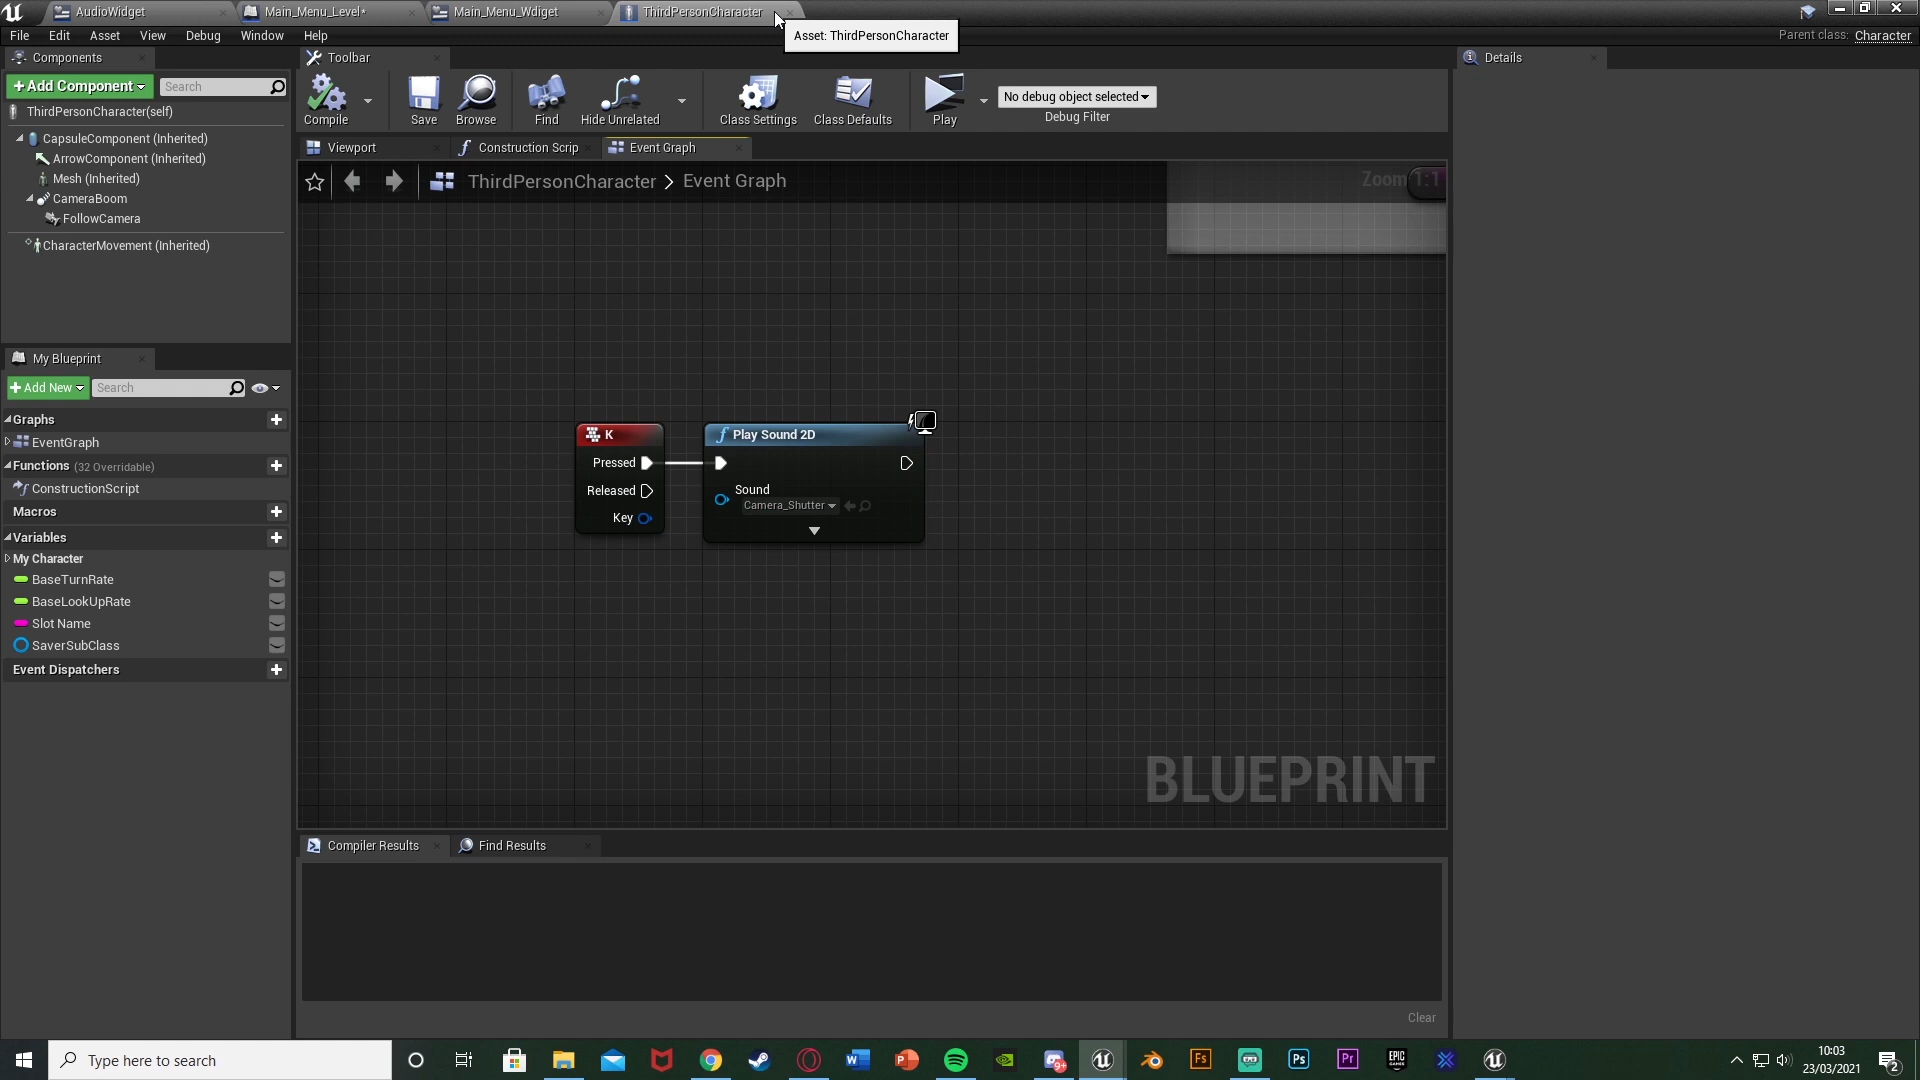 AudioWidget
Main_Menu_Level*
Main_Menu_Wdiget
ThirdPersonCharacter
File
Edit
Asset
View
Debug
Window
Help
Asset: ThirdPersonCharacter
Parent class: Character
Components
Toolbar
Details
+Add Component
Search
ThirdPersonCharacter(self)
CapsuleComponent (Inherited)
ArrowComponent (Inherited)
Mesh (Inherited)
CameraBoom
FollowCamera
CharacterMovement (Inherited)
Compile
Save
Browse
Find
Hide Unrelated
Class Settings
Class Defaults
Play
No debug object selected
Debug Filter
Viewport
Construction Scrip
Event Graph
ThirdPersonCharacter > Event Graph
Zoom 1:1
My Blueprint
+Add New
Search
Graphs
EventGraph
Functions (32 Overridable)
ConstructionScript
Macros
Variables
My Character
BaseTurnRate
BaseLookUpRate
Slot Name
SaverSubClass
Event Dispatchers
K
Pressed
Released
Key
Play Sound 2D
Sound
Camera_Shutter
BLUEPRINT
Compiler Results
Find Results
Clear
Type here to search
10:03
23/03/2021